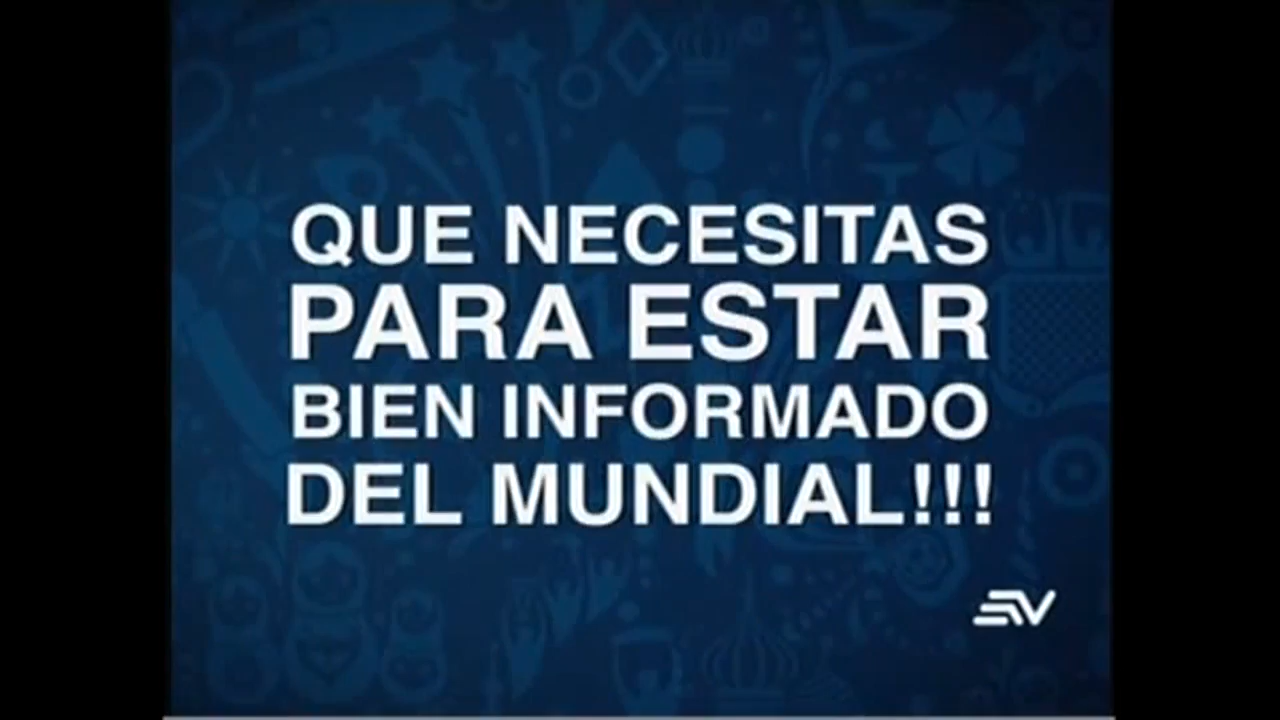 QUE NECESITAS
PARA ESTAR
BIEN INFORMADO
DEL MUNDIAL!!!